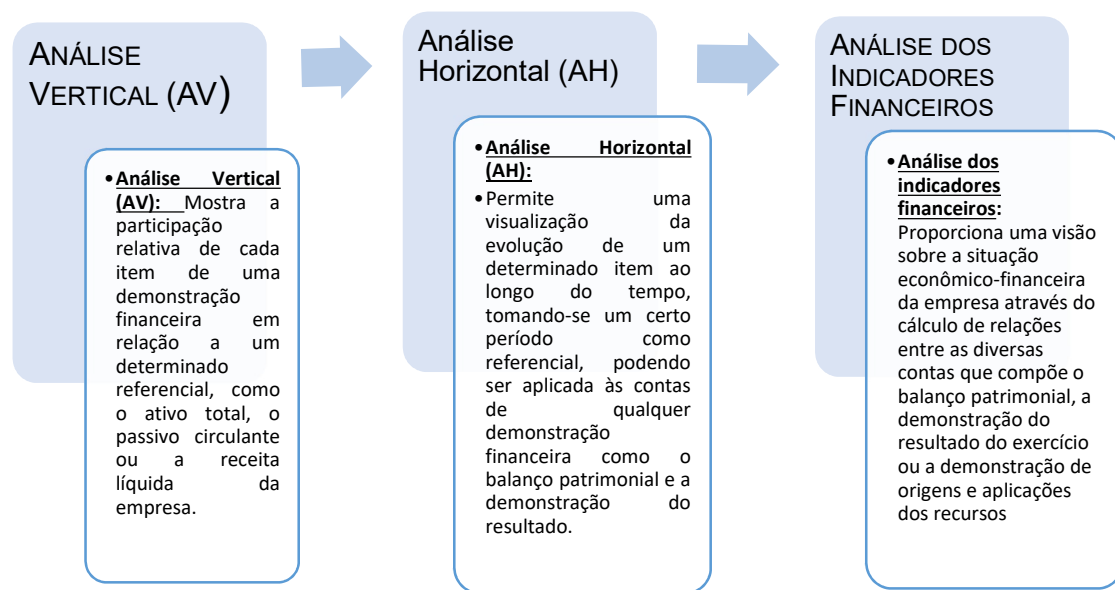 ANÁLISE
VERTICAL (AV)
•Análise Vertical
(AV): Mostra a
participação
relativa de cada
item de uma
demonstração
financeira em
relação a um
determinado
referencial, como
o ativo total, o
passivo circulante
ou a receita
líquida da
empresa.
Análise
Horizontal (AH)
•Análise Horizontal
(AH):
•Permite uma
visualização da
evolução de um
determinado item ao
longo do tempo,
tomando-se um certo
período como
referencial, podendo
ser aplicada às contas
de qualquer
demonstração
financeira como o
balanço patrimonial e a
demonstração do
resultado.
ANÁLISE DOS
INDICADORES
FINANCEIROS
•Análise dos
indicadores
financeiros:
Proporciona uma visão
sobre a situação
econômico-financeira
da empresa através do
cálculo de relações
entre as diversas
contas que compõe o
balanço patrimonial, a
demonstração do
resultado do exercício
ou a demonstração de
origens e aplicações
dos recursos